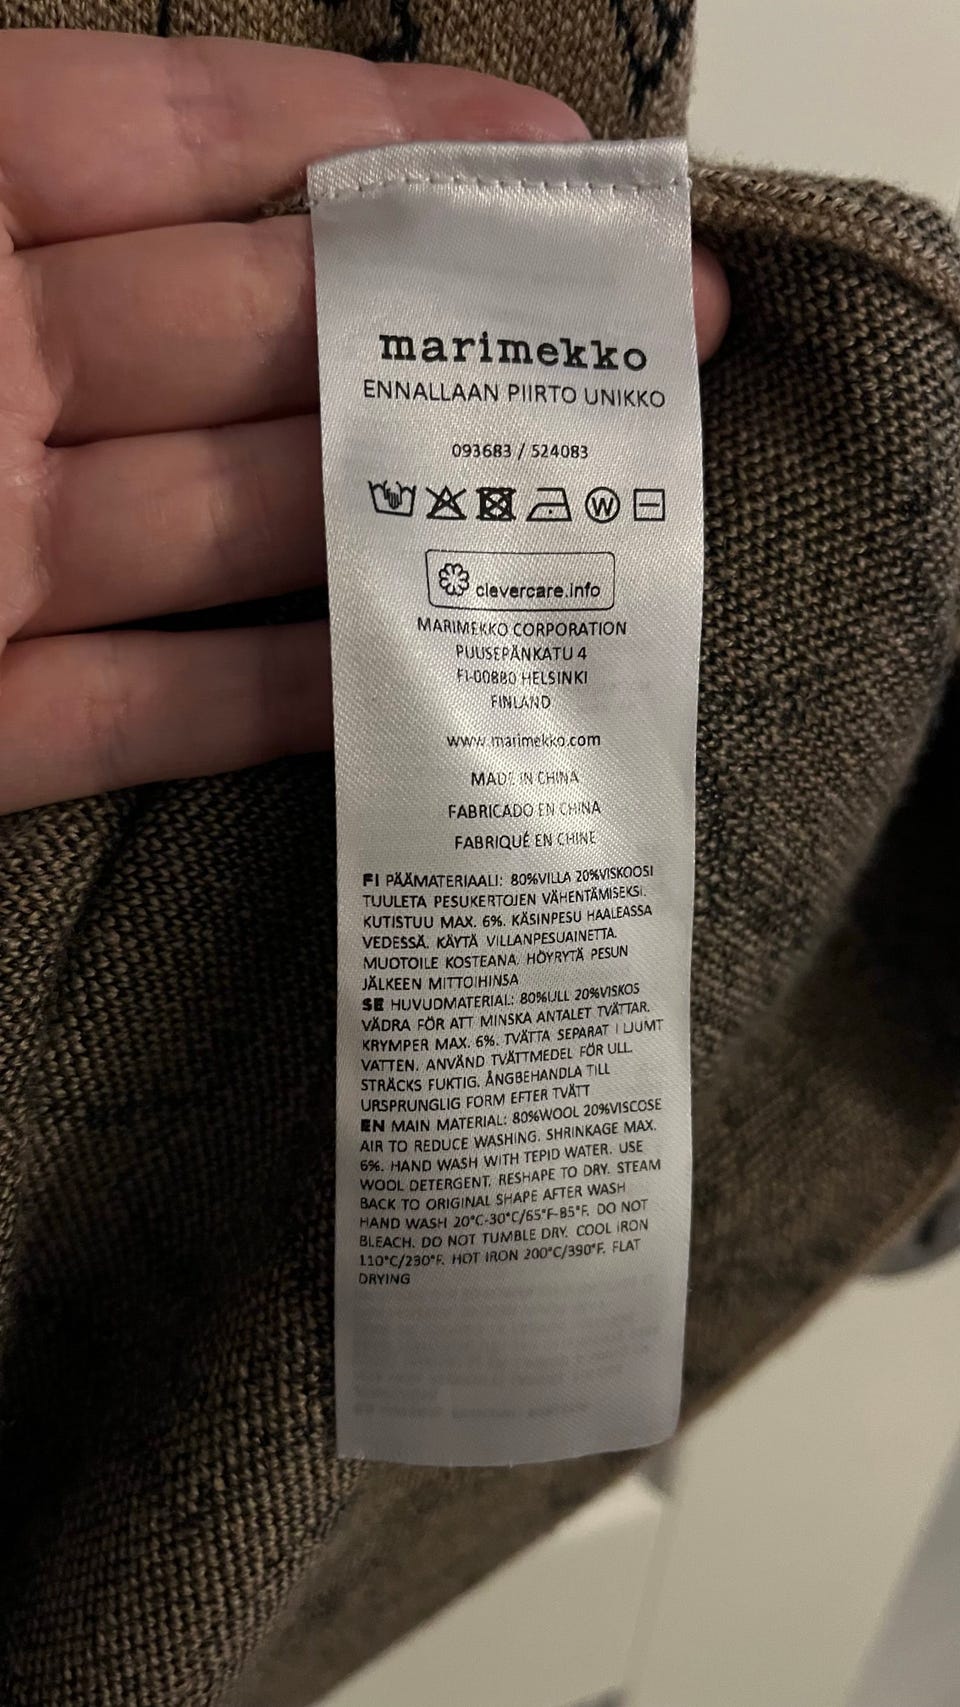 marimekko
ENNALLAAN PIIRTO UNIKKO
093683 / 524083
W
clevercare.info
MARIMEKKO CORPORATION
PUUSEPÄNKATU 4
FI-00880 HELSINKI
FINLAND
www.marimekko.com
MADE IN CHINA
FABRICADO EN CHINA
FABRIQUÉ EN CHINE
FI PÄÄMATERIAALI: 80%VILLA 20%VISKOOSI
TUULETA PESUKERTOJEN VÄHENTÄMISEKSI.
KUTISTUU MAX. 6%. KÄSINPESU HAALEASSA
VEDESSÄ. KÄYTÄ VILLANPESUAINETTA.
MUOTOILE KOSTEANA. HÖYRYTÄ PESUN
JÄLKEEN MITTOIHINSA
SE HUVUDMATERIAL: 80%ULL 20%VISKOS
VÄDRA FÖR ATT MINSKA ANTALET TVÄTTAR.
KRYMPER MAX. 6%. TVÄTTA SEPARAT I LJUMT
VATTEN. ANVÄND TVÄTTMEDEL FÖR ULL.
STRÄCKS FUKTIG. ÅNGBEHANDLA TILL
URSPRUNGLIG FORM EFTER TVÄTT
EN MAIN MATERIAL: 80%WOOL 20%VISCOSE
AIR TO REDUCE WASHING. SHRINKAGE MAX.
6%. HAND WASH WITH TEPID WATER. USE
WOOL DETERGENT. RESHAPE TO DRY. STEAM
BACK TO ORIGINAL SHAPE AFTER WASH
HAND WASH 20°C-30°C/65°F-85°F. DO NOT
BLEACH. DO NOT TUMBLE DRY. COOL IRON
110°C/230°F. HOT IRON 200°C/390°F. FLAT
DRYING